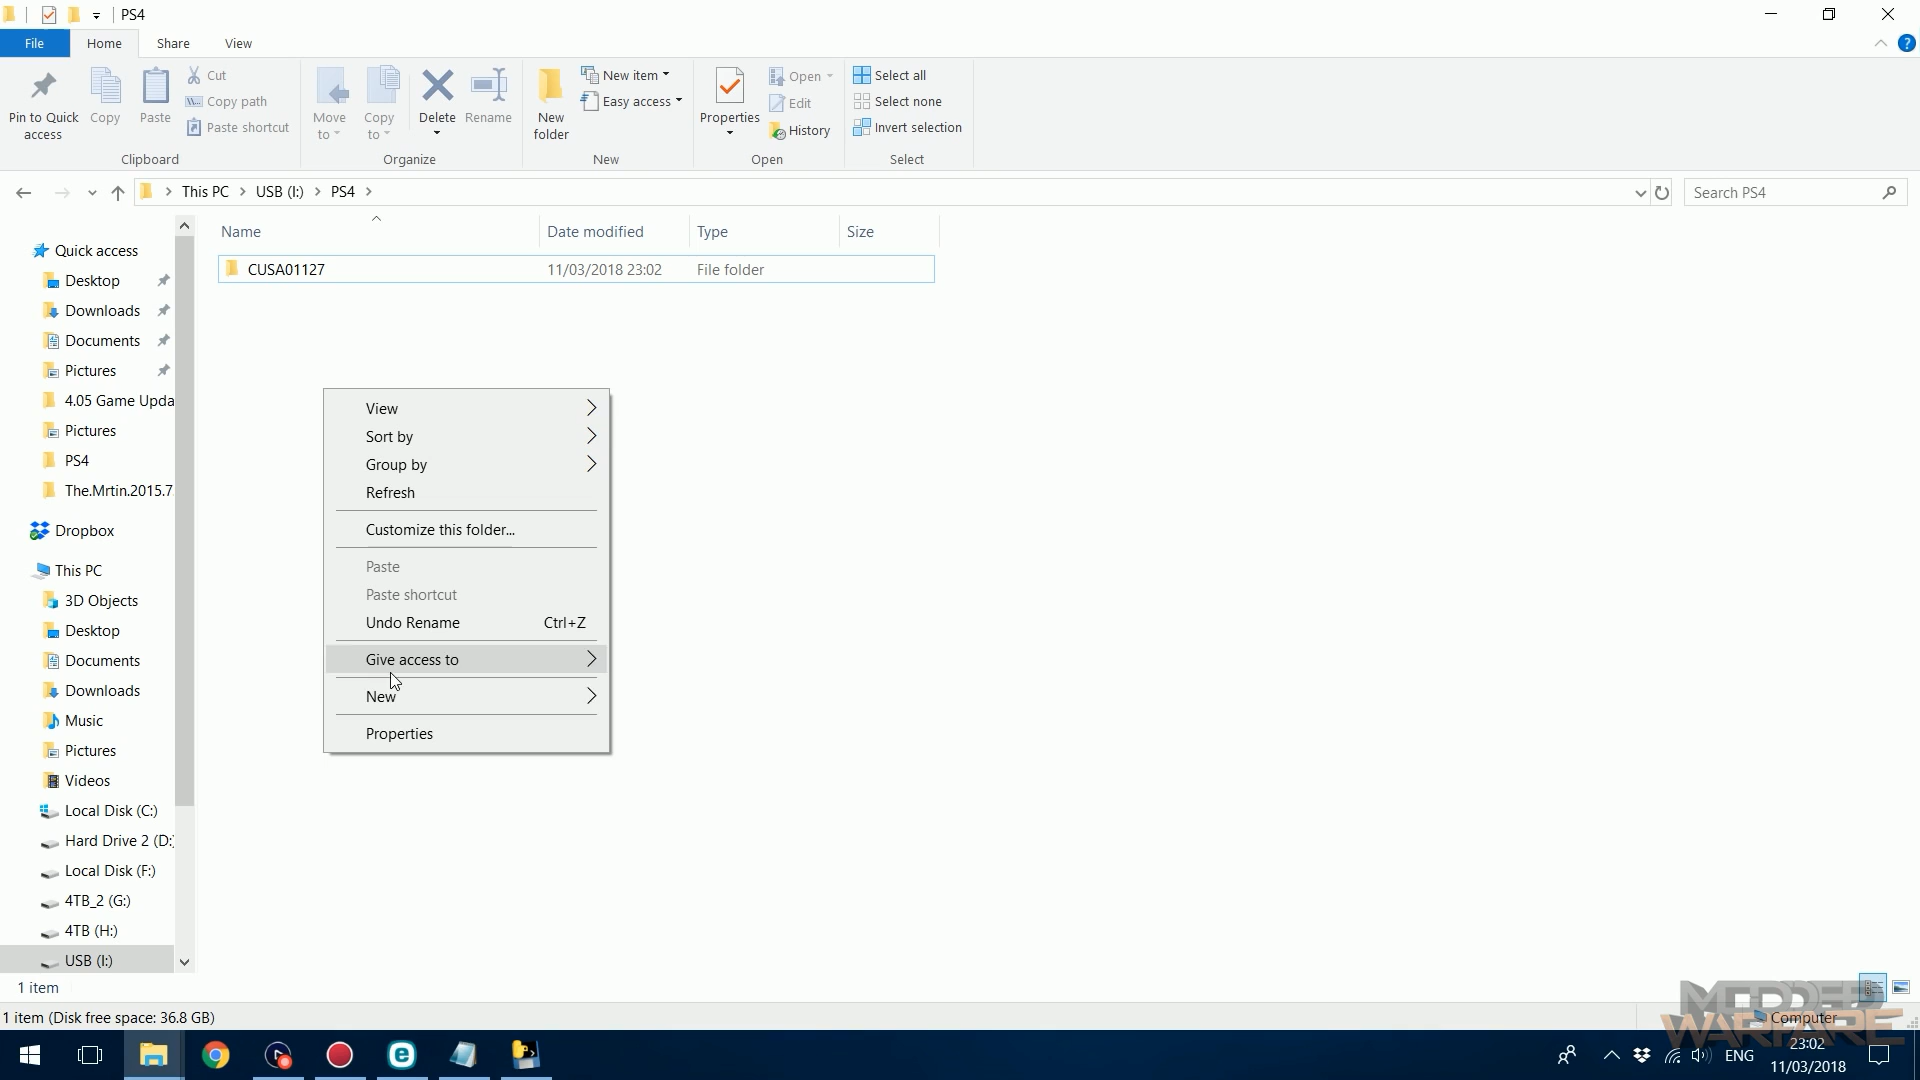 PS4
File
Home
Share
View
Pin to Quick
access
Copy
Paste
Cut
Copy path
Paste shortcut
Clipboard
Move
to
Copy
to
Delete
Rename
Organize
New
folder
New item
Easy access
New
Properties
Open
Edit
History
Open
Select all
Select none
Invert selection
Select
This PC
USB (I:)
PS4
Search PS4
Name
Date modified
Type
Size
CUSA01127
11/03/2018 23:02
File folder
Quick access
Desktop
Downloads
Documents
Pictures
4.05 Game Upda
Pictures
PS4
The.Mrtin.2015.7
Dropbox
This PC
3D Objects
Desktop
Documents
Downloads
Music
Pictures
Videos
Local Disk (C:)
Hard Drive 2 (D:)
Local Disk (F:)
4TB_2 (G:)
4TB (H:)
USB (I:)
View
Sort by
Group by
Refresh
Customize this folder...
Paste
Paste shortcut
Undo Rename Ctrl+Z
Give access to
New
Properties
1 item
1 item (Disk free space: 36.8 GB)
Computer
MODDED
WARFARE
ENG
23:02
11/03/2018